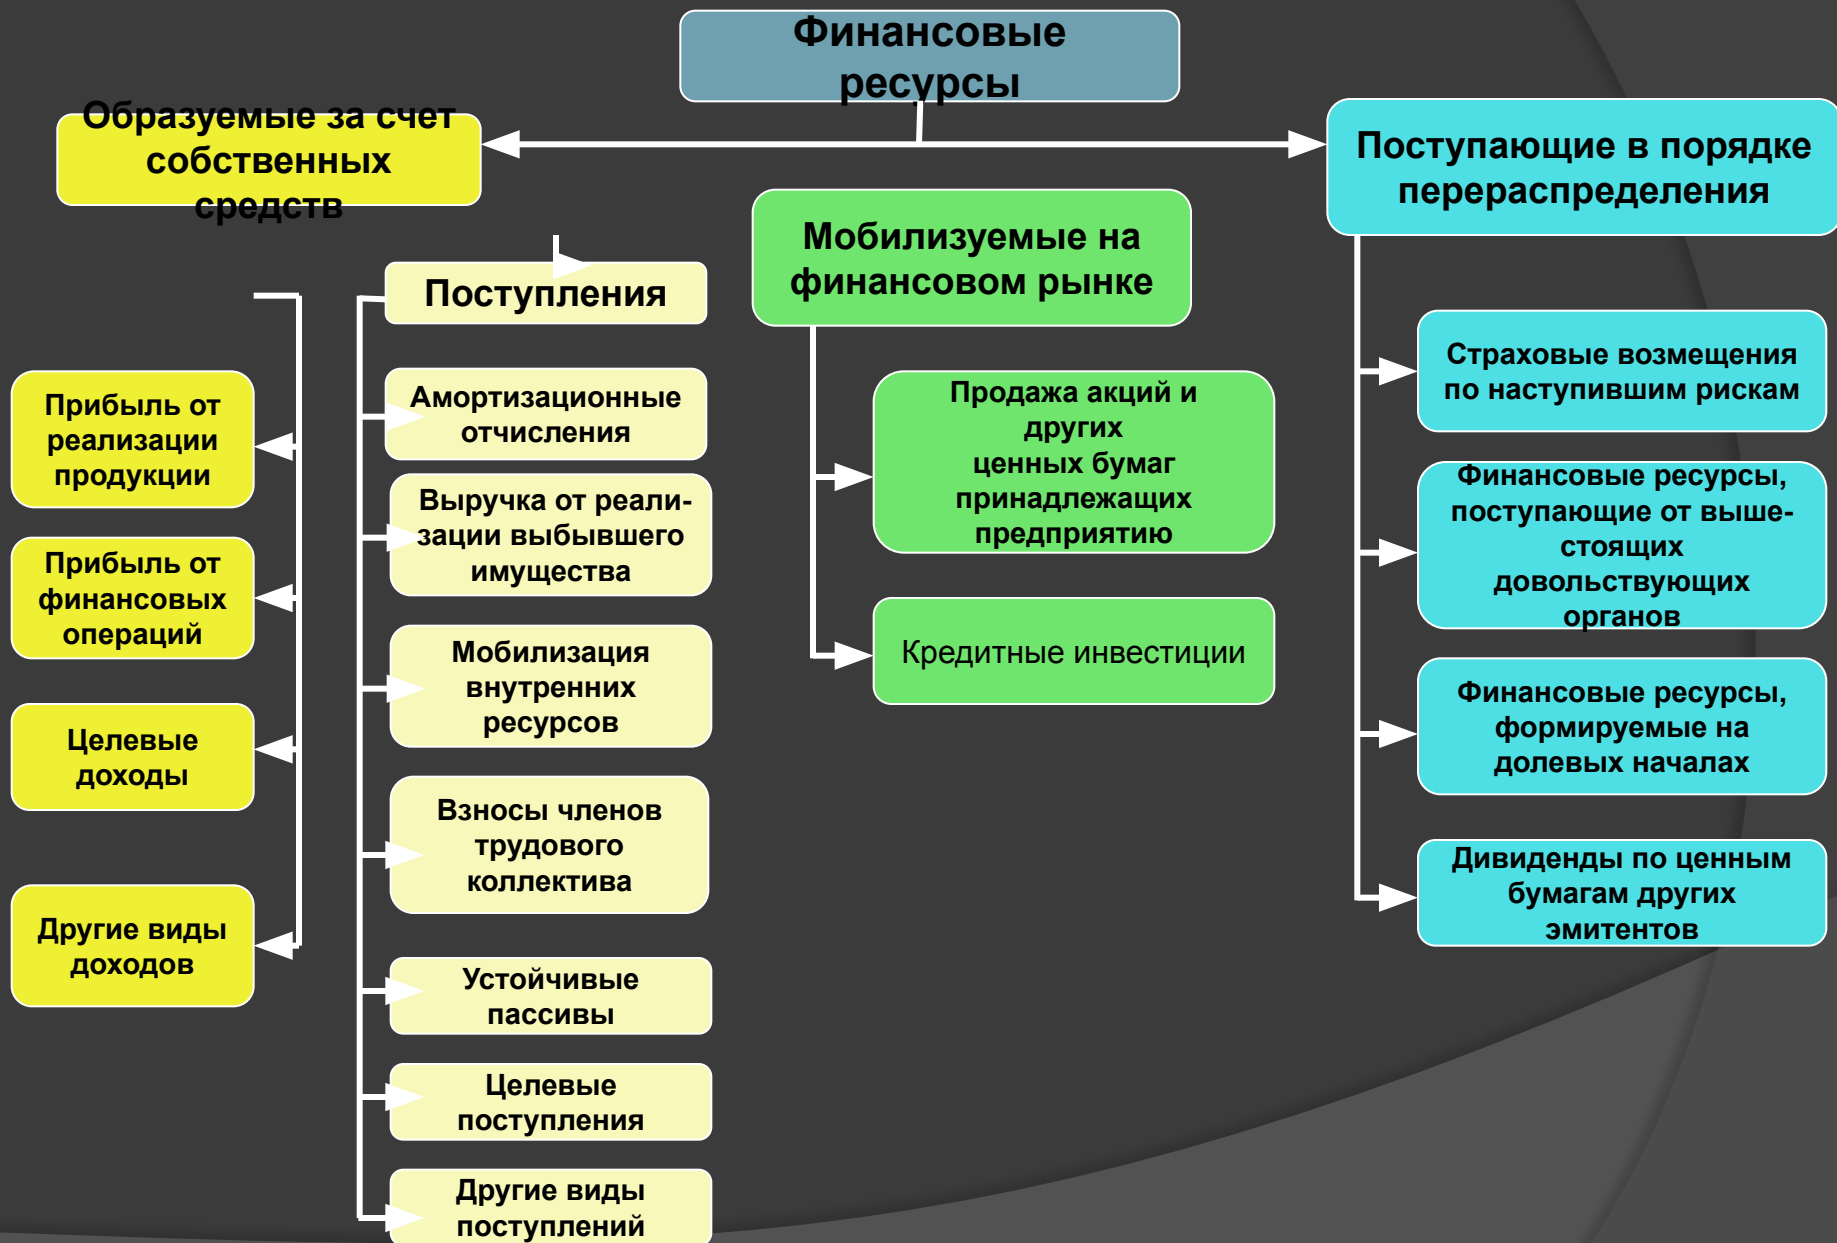 Финансовые
ресурсы
Образуемые за счет
собственных
средств
Поступающие в порядке
перераспределения
Мобилизуемые на
финансовом рынке
Поступления
Прибыль от
реализации
продукции
Прибыль от
финансовых
операций
Целевые
доходы
Другие виды
доходов
Амортизационные
отчисления
Выручка от реали-
зации выбывшего
имущества
Мобилизация
внутренних
ресурсов
Взносы членов
трудового
коллектива
Устойчивые
пассивы
Целевые
поступления
Другие виды
поступлений
Продажа акций и
других
ценных бумаг
принадлежащих
предприятию
Кредитные инвестиции
Страховые возмещения
по наступившим рискам
Финансовые ресурсы,
поступающие от выше-
стоящих
довольствующих
органов
Финансовые ресурсы,
формируемые на
долевых началах
Дивиденды по ценным
бумагам других
эмитентов